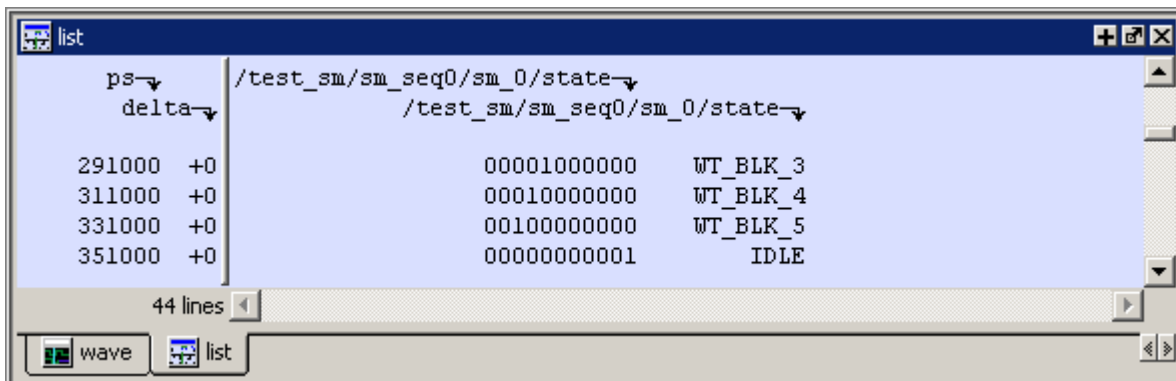 list
ps /test_sm/sm_seq0/sm_0/state
delta /test_sm/sm_seq0/sm_0/state
291000 +0 00001000000 WT_BLK_3
311000 +0 00010000000 WT_BLK_4
331000 +0 00100000000 WT_BLK_5
351000 +0 00000000001 IDLE
44 lines
wave list